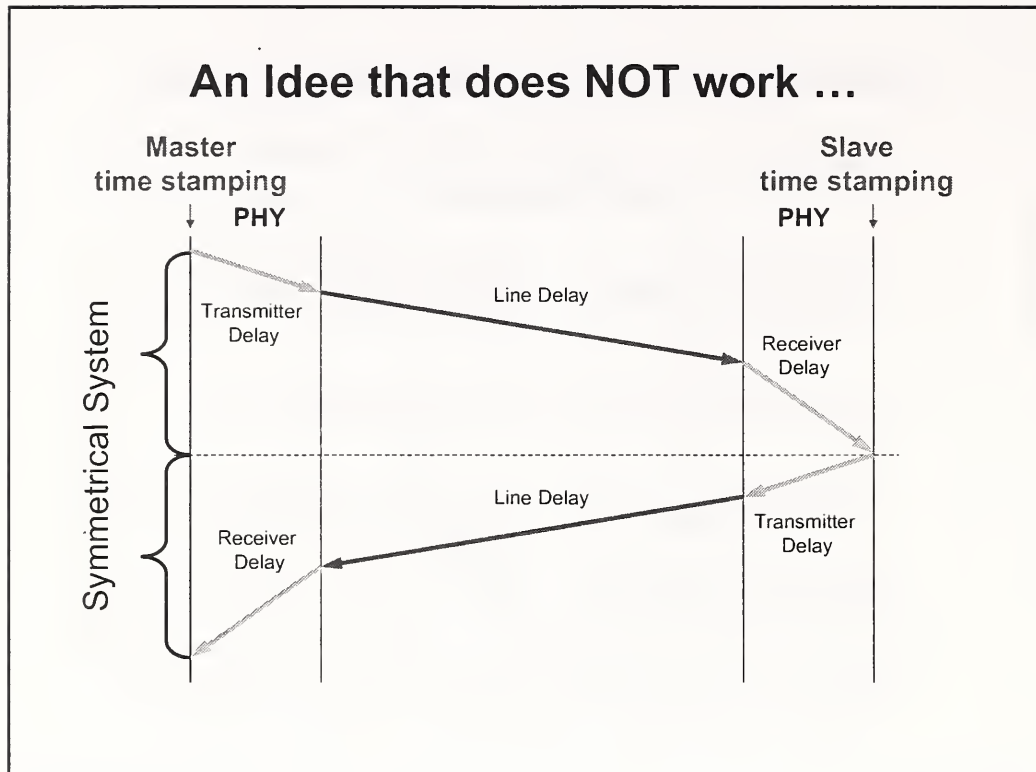 An Idee that does NOT work ...
Master
time stamping
Slave
time stamping
PHY
PHY
Line Delay
Transmitter
Delay
Receiver
Delay
Symmetrical System
Line Delay
Transmitter
Delay
Receiver
Delay